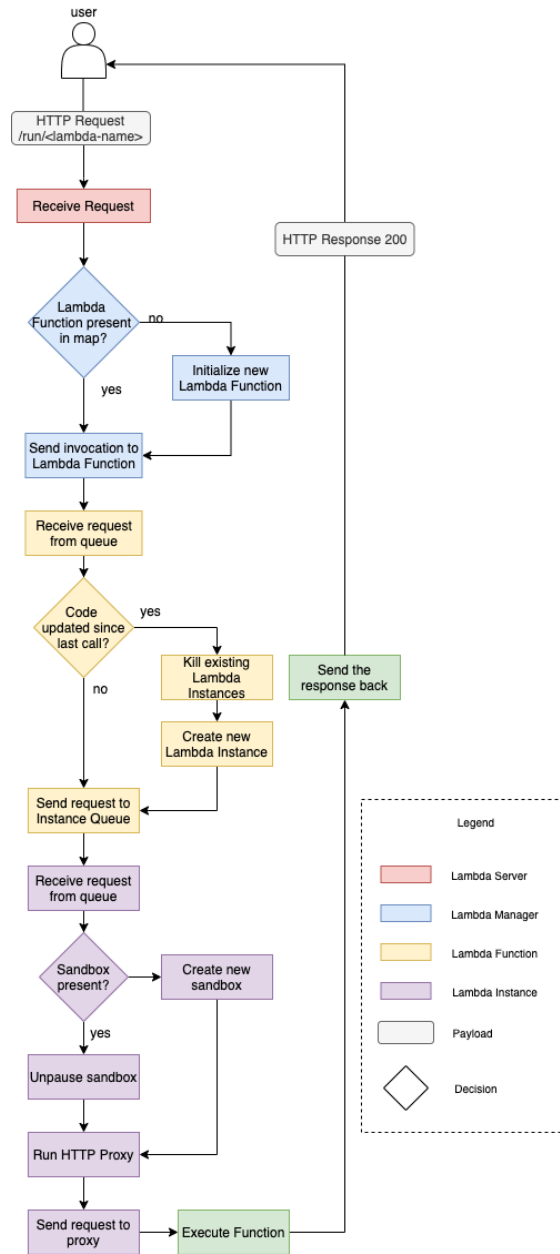 user
HTTP Request
/run/<lambda-name>
Receive Request
HTTP Response 200
Lambda
Function present
in map?
no
Initialize new
Lambda Function
yes
Send invocation to
Lambda Function
Receive request
from queue
Code
updated since
last call?
yes
Kill existing
Lambda
Instances
Send the
response back
no
Create new
Lambda Instance
Send request to
Instance Queue
Legend
Receive request
from queue
Lambda Server
Lambda Manager
Lambda Function
Sandbox
present?
Create new
sandbox
Lambda Instance
yes
Payload
Unpause sandbox
Decision
Run HTTP Proxy
Send request to
proxy
Execute Function